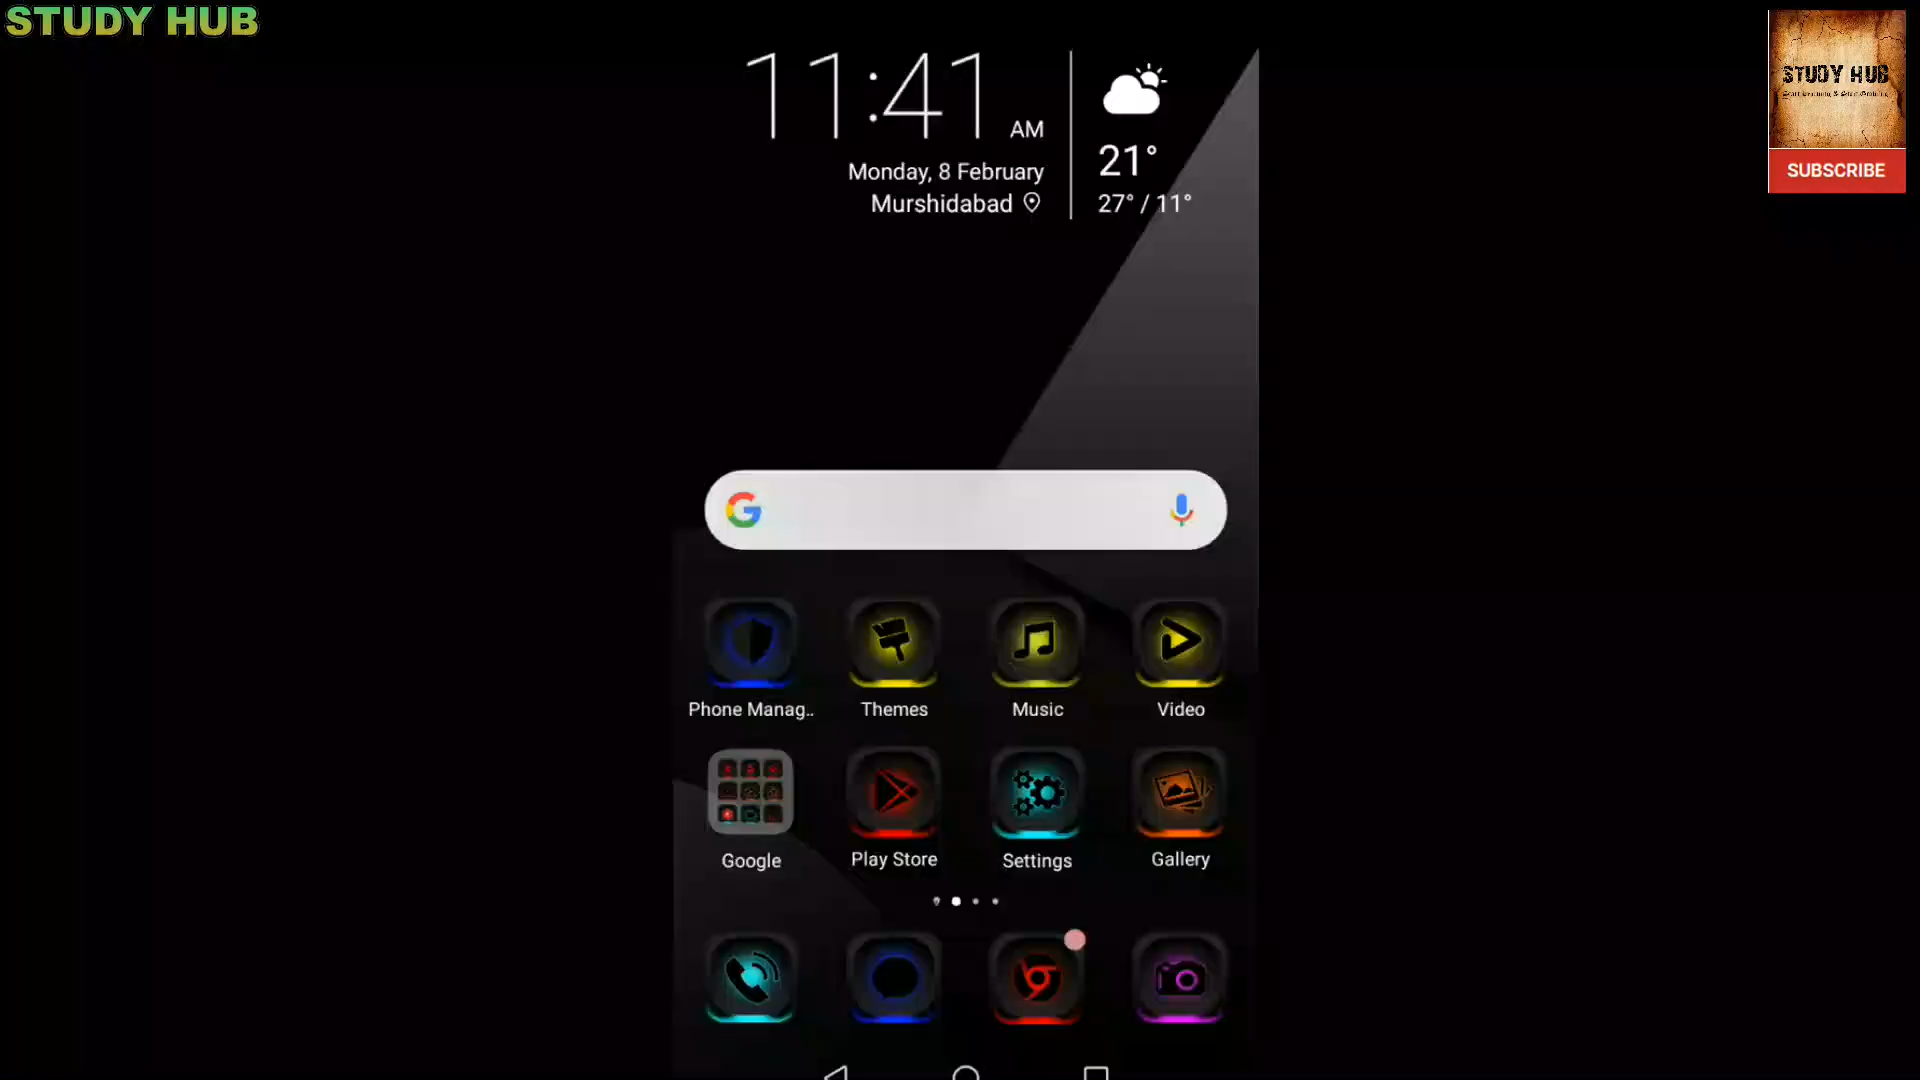 STUDY HUB
11:41 AM
Monday, 8 February
Murshidabad
21°
27° / 11°
STUDY HUB
SUBSCRIBE
Phone Manag..
Themes
Music
Video
Google
Play Store
Settings
Gallery